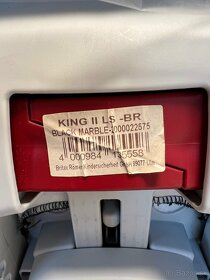 KING II LS -BR
BLACK MARBLE-2000022575
4 000984 135558
Britax Römer Kindersicherheit GmbH 89077 Ulm